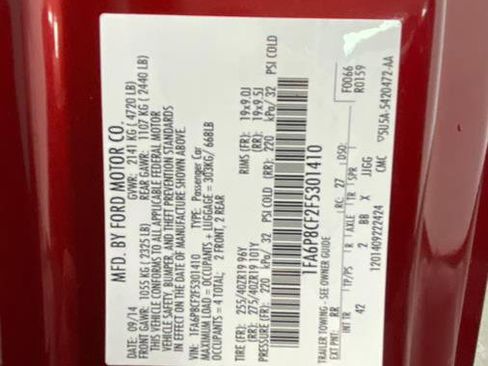 MFD. BY FORD MOTOR CO.
DATE: 09/14 GVWR: 2141 KG ( 4720 LB)
FRONT GAWR: 1055 KG (2325 LB) REAR GAWR: 1107 KG ( 2440 LB)
THIS VEHICLE CONFORMS TO ALL APPLICABLE FEDERAL MOTOR
VEHICLE SAFETY, BUMPER, AND THEFT PREVENTION STANDARDS
IN EFFECT ON THE DATE OF MANUFACTURE SHOWN ABOVE.
VIN: 1FA6P8CF2F5301410 TYPE: Passenger Car
MAXIMUM LOAD = OCCUPANTS + LUGGAGE = 303KG/ 668LB
OCCUPANTS = 4 TOTAL: 2 FRONT, 2 REAR
TIRE (FR): 255/40ZR19 96Y RIMS (FR): 19x9.0J
(RR): 275/40ZR19 101Y (RR): 19x9.5J
PRESSURE (FR): 220 kPa/ 32 PSI COLD (RR): 220 kPa/ 32 PSI COLD
1FA6P8CF2F5301410
TRAILER TOWING - SEE OWNER GUIDE F0066
EXT PNT: RR RC: 27 DSO: R0159
INT TR TP/PS R AXLE TR SPR
42 2 BB X JJGG
1201409222424 CMC ▽5U5A-5420472-AA